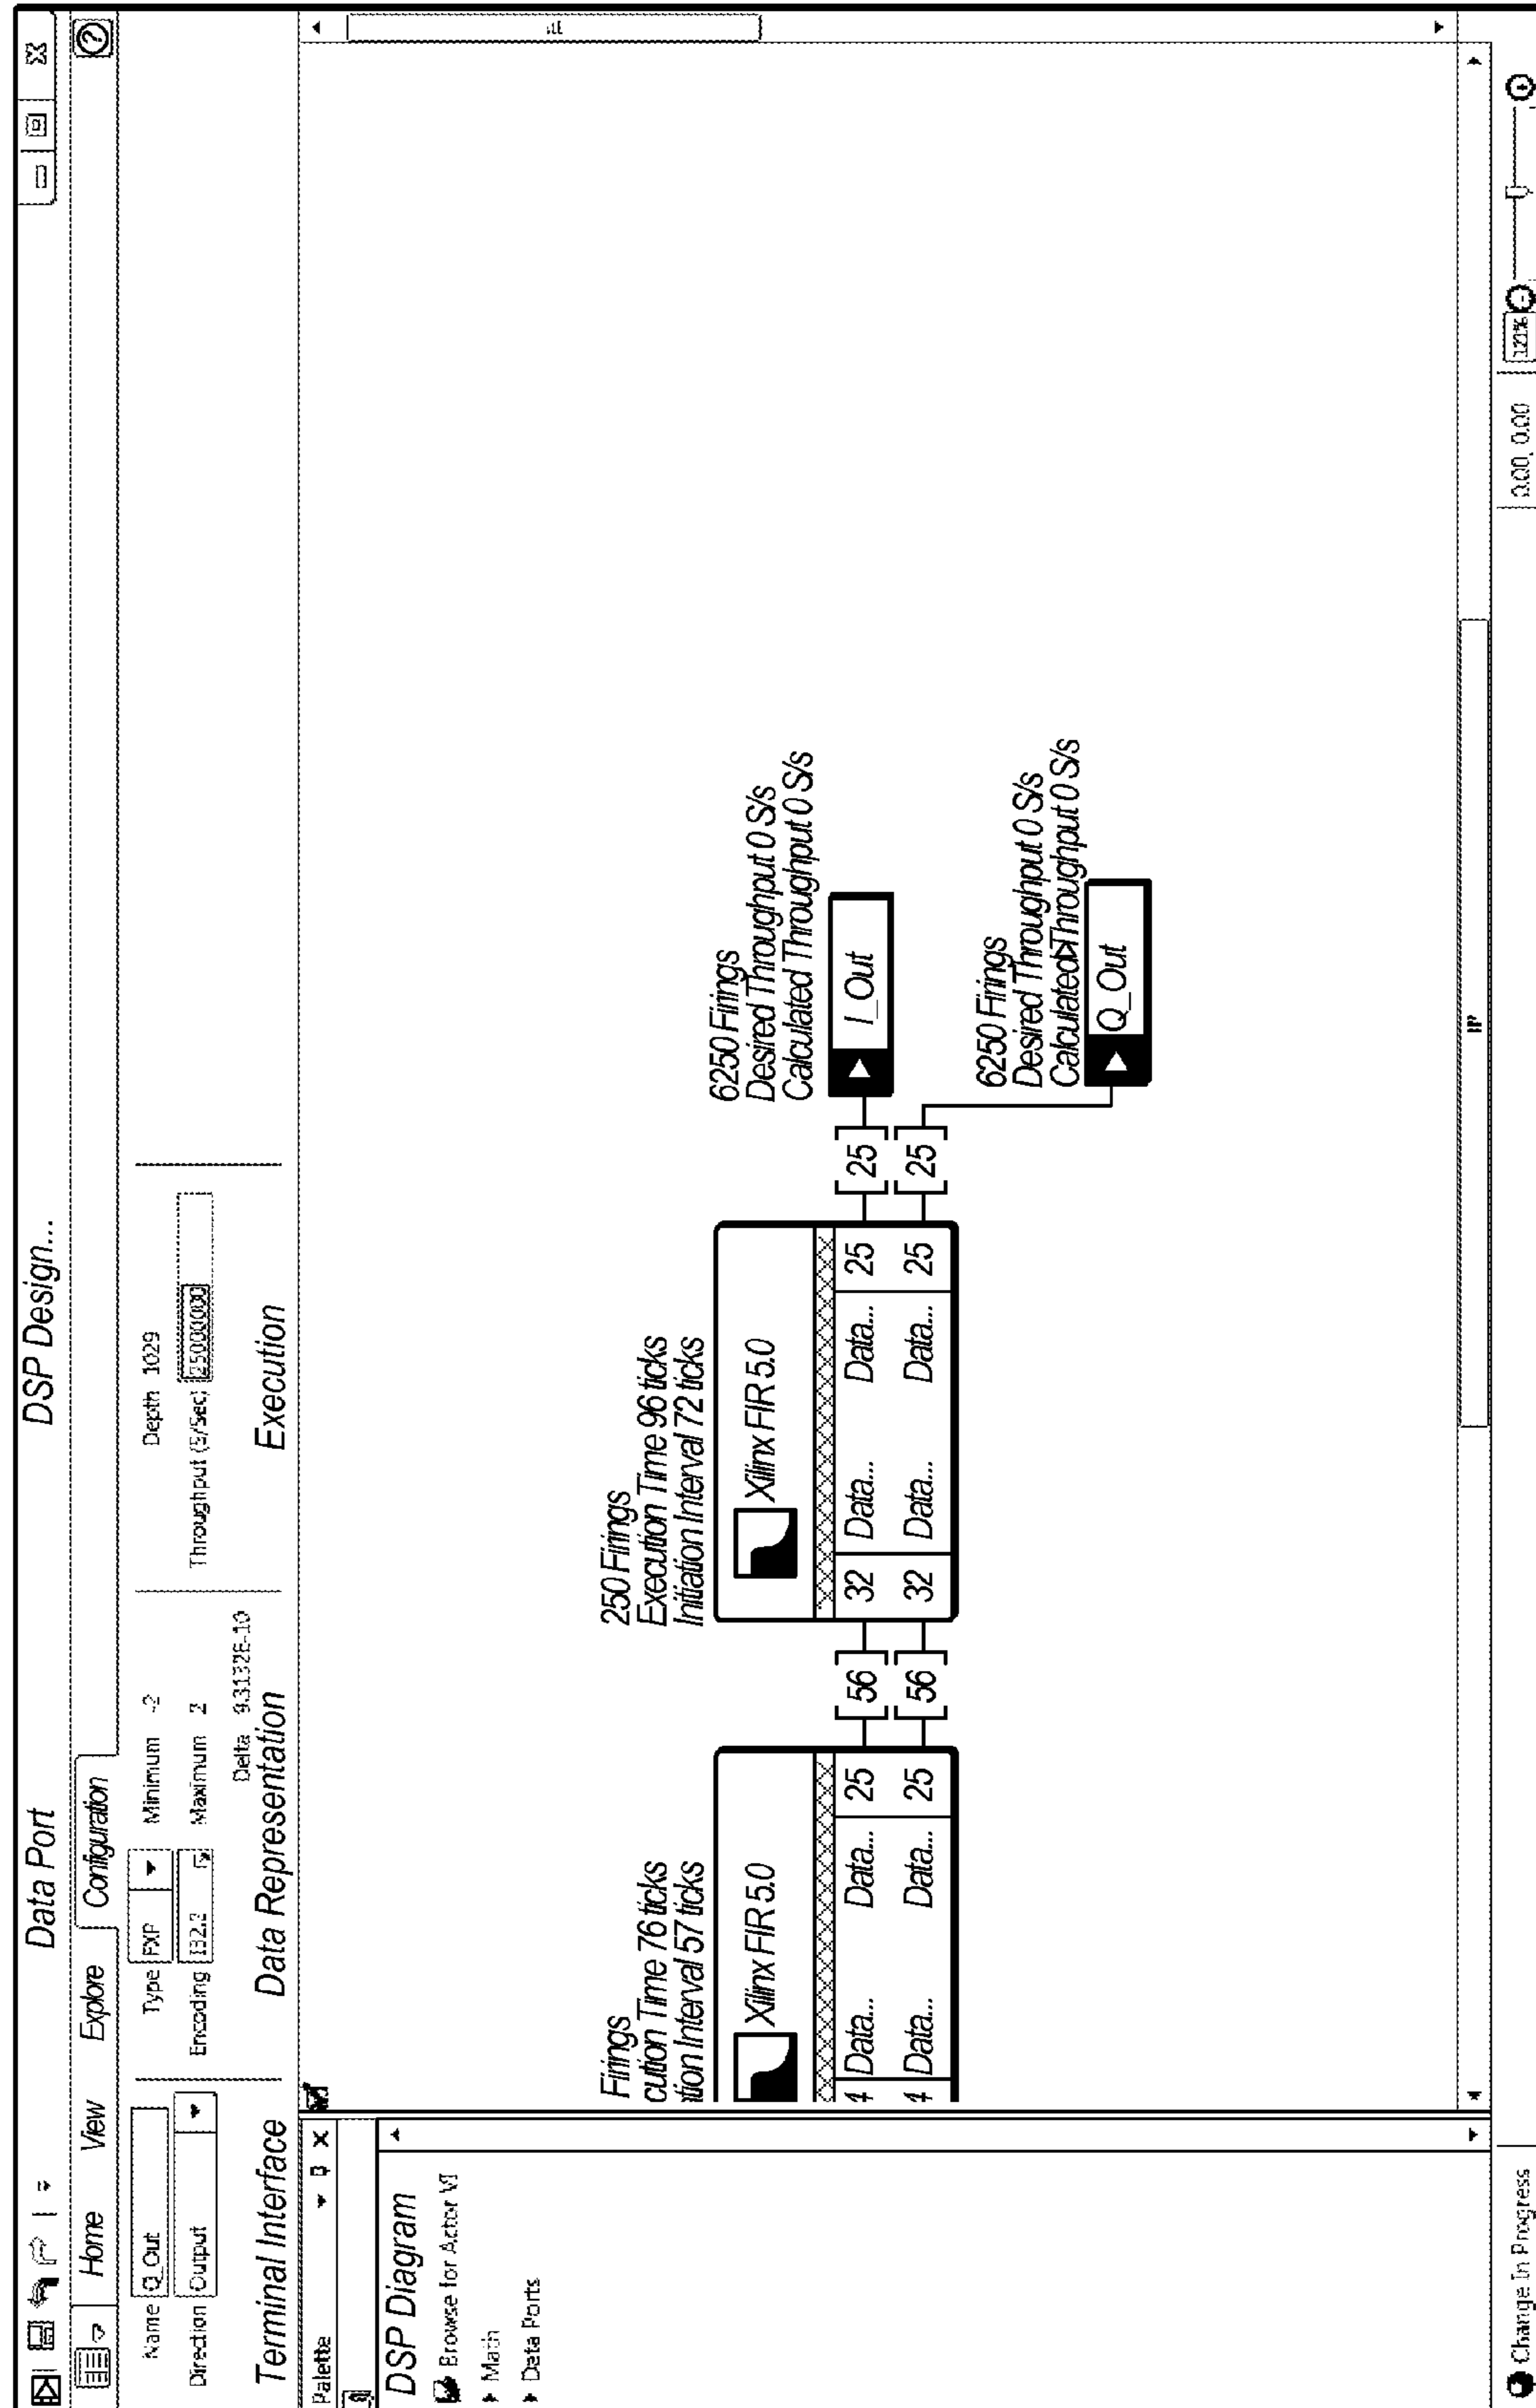 Data Port
DSP Design...
Home View Explore Configuration
Name Q_Out
Type FXP
Minimum -2
Depth 1029
Direction Output
Encoding
Maximum 2
Throughput (S/Sec) 25000000
Delta 9.3132E-10
Terminal Interface
Data Representation
Execution
Palette
DSP Diagram
Browse for Actor VI
Math
Data Ports
Firings
cution Time 76 ticks
tion Interval 57 ticks
Xilinx FIR 5.0
4 Data... Data... 25
4 Data... Data... 25
56
56
250 Firings
Execution Time 96 ticks
Initiation Interval 72 ticks
Xilinx FIR 5.0
32 Data... Data... 25
32 Data... Data... 25
25
25
6250 Firings
Desired Throughput 0 S/s
Calculated Throughput 0 S/s
I_Out
6250 Firings
Desired Throughput 0 S/s
Calculated Throughput 0 S/s
Q_Out
Change In Progress
0.00, 0.00
121%